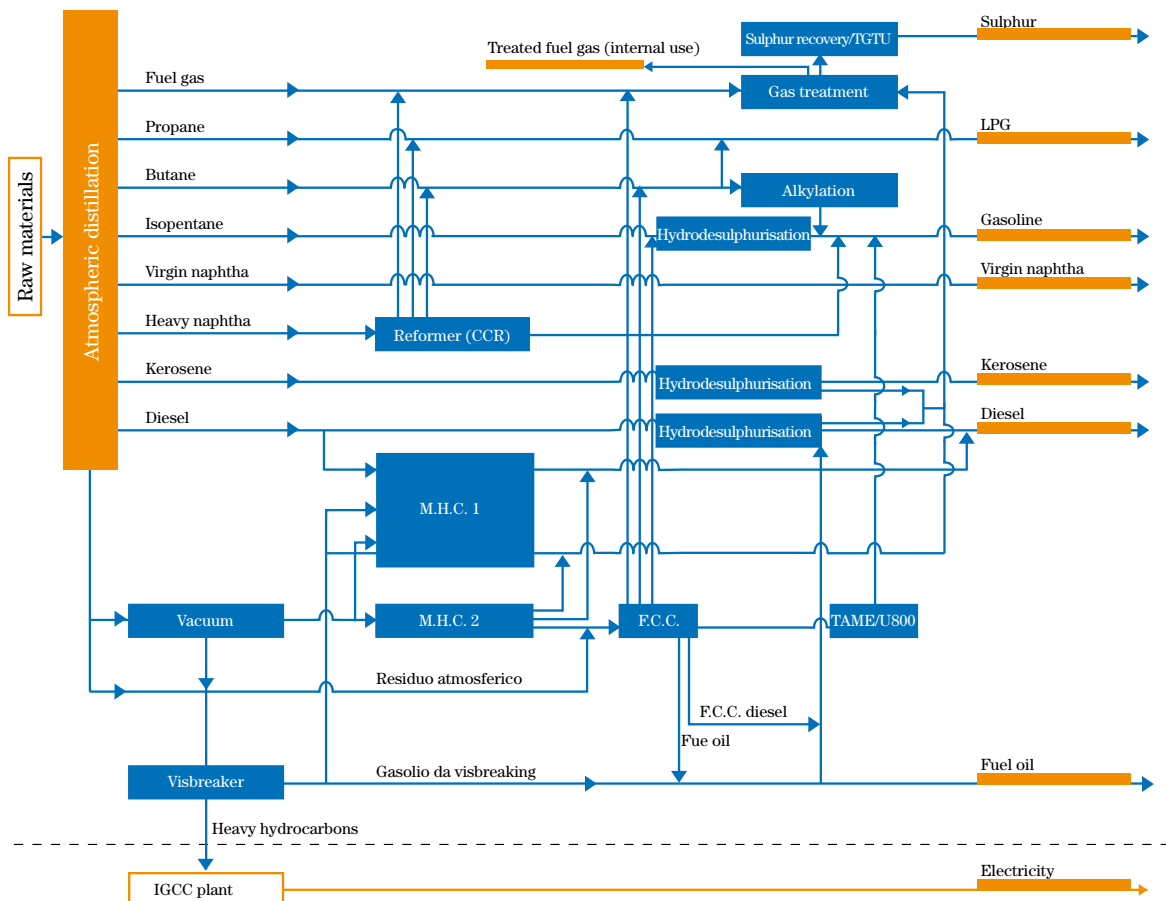 Sulphur
Sulphur recovery/TGTU
Treated fuel gas (internal use)
Fuel gas
Gas treatment
Propane
LPG
Butane
Alkylation
Isopentane
Hydrodesulphurisation
Gasoline
Virgin naphtha
Virgin naphtha
Heavy naphtha
Reformer (CCR)
Kerosene
Hydrodesulphurisation
Kerosene
Diesel
Hydrodesulphurisation
Diesel
Raw materials
Atmospheric distillation
M.H.C. 1
Vacuum
M.H.C. 2
F.C.C.
TAME/U800
Residuo atmosferico
F.C.C. diesel
Fue oil
Visbreaker
Gasolio da visbreaking
Fuel oil
Heavy hydrocarbons
IGCC plant
Electricity